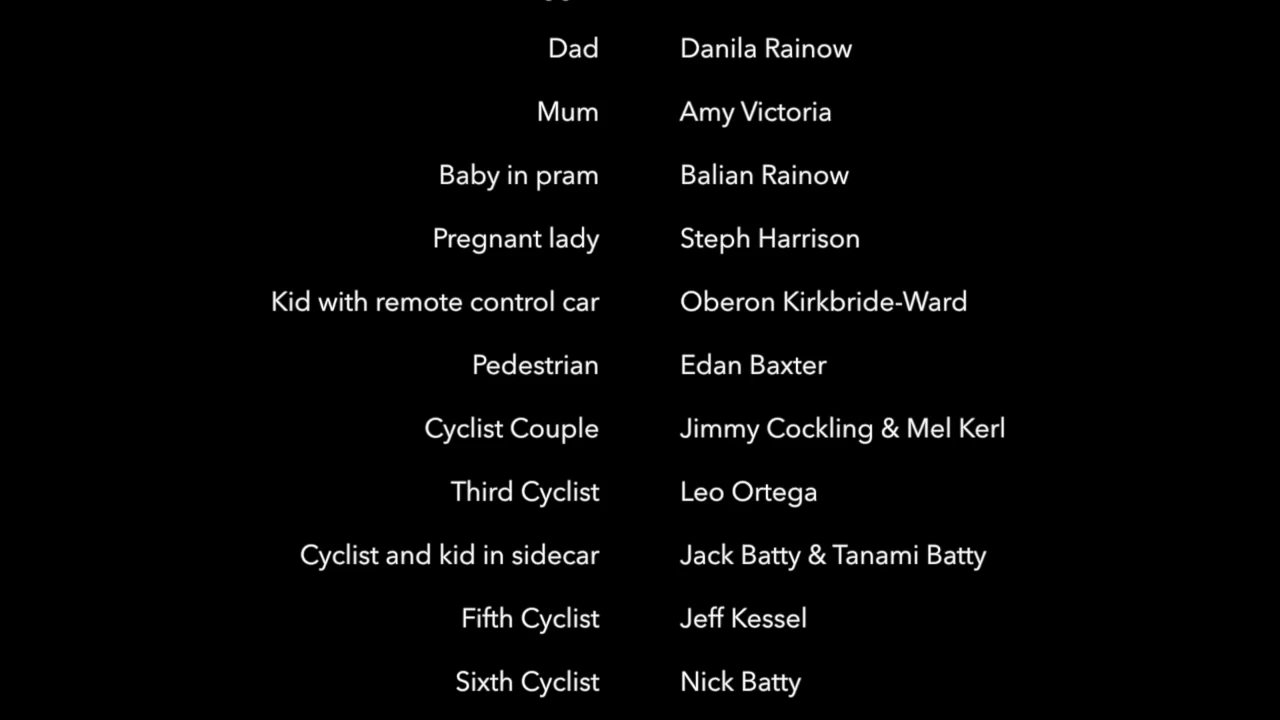 Dad Danila Rainow
Mum Amy Victoria
Baby in pram Balian Rainow
Pregnant lady Steph Harrison
Kid with remote control car Oberon Kirkbride-Ward
Pedestrian Edan Baxter
Cyclist Couple Jimmy Cockling & Mel Kerl
Third Cyclist Leo Ortega
Cyclist and kid in sidecar Jack Batty & Tanami Batty
Fifth Cyclist Jeff Kessel
Sixth Cyclist Nick Batty